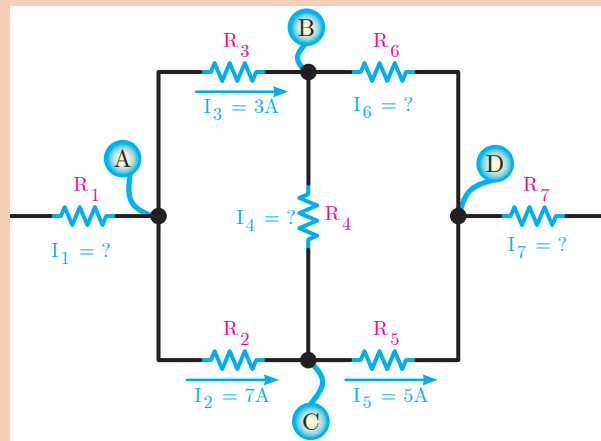 B
R3
R6
I3 = 3A
I6 = ?
A
D
R1
R7
I4 = ?
R4
I1 = ?
I7 = ?
R2
R5
I2 = 7A
I5 = 5A
C